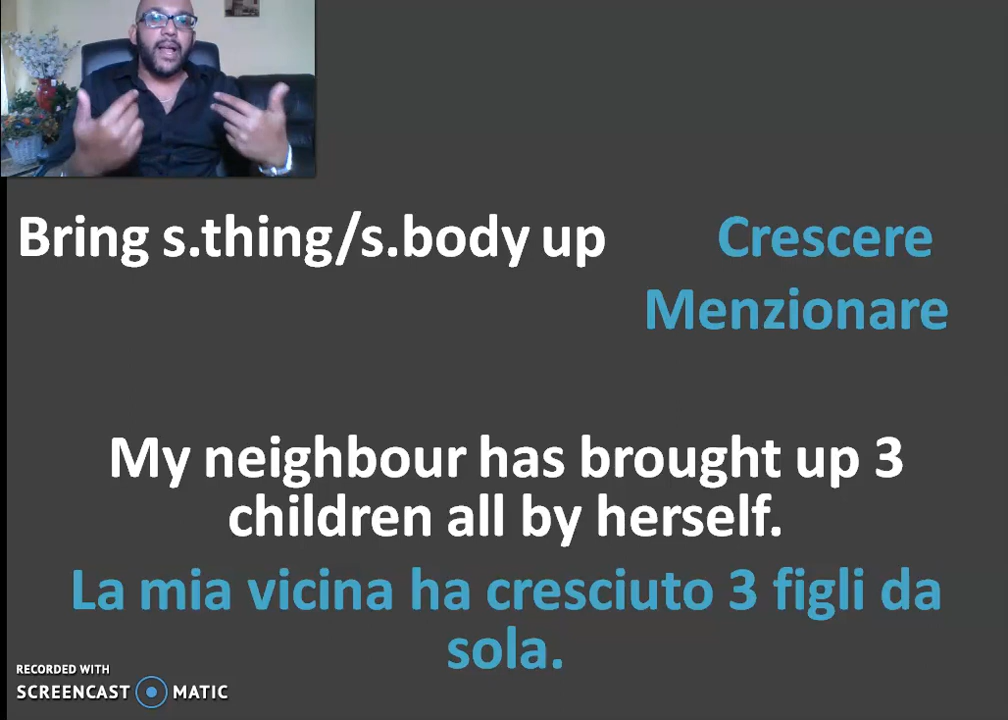 Bring s.thing/s.body up Crescere
Menzionare
My neighbour has brought up 3
children all by herself.
La mia vicina ha cresciuto 3 figli da
sola.
RECORDED WITH
SCREENCAST MATIC